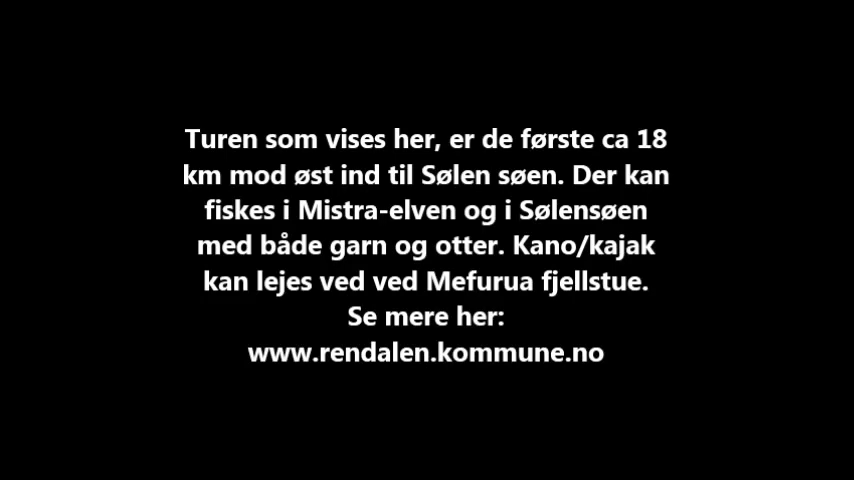 Turen som vises her, er de første ca 18
km mod øst ind til Sølen søen. Der kan
fiskes i Mistra-elven og i Sølensøen
med både garn og otter. Kano/kajak
kan lejes ved ved Mefurua fjellstue.
Se mere her:
www.rendalen.kommune.no